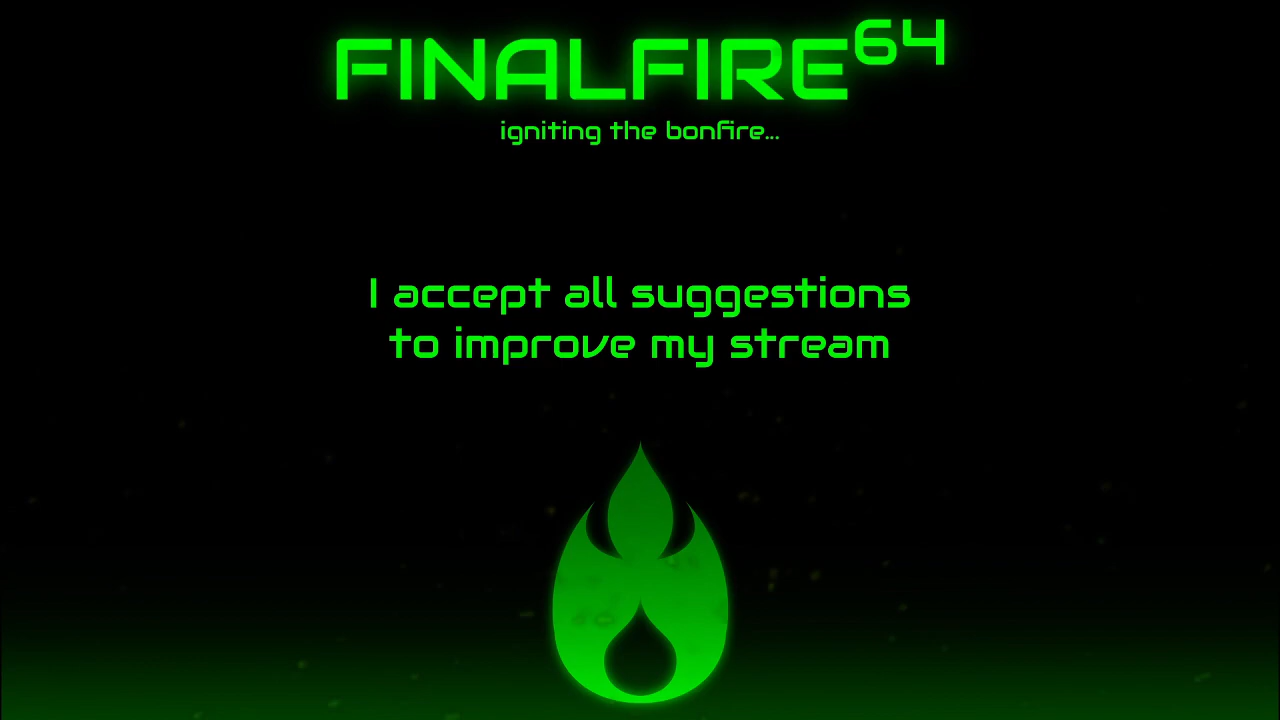 FINALFIRE⁶⁴
igniting the bonfire...
I accept all suggestions
to improve my stream